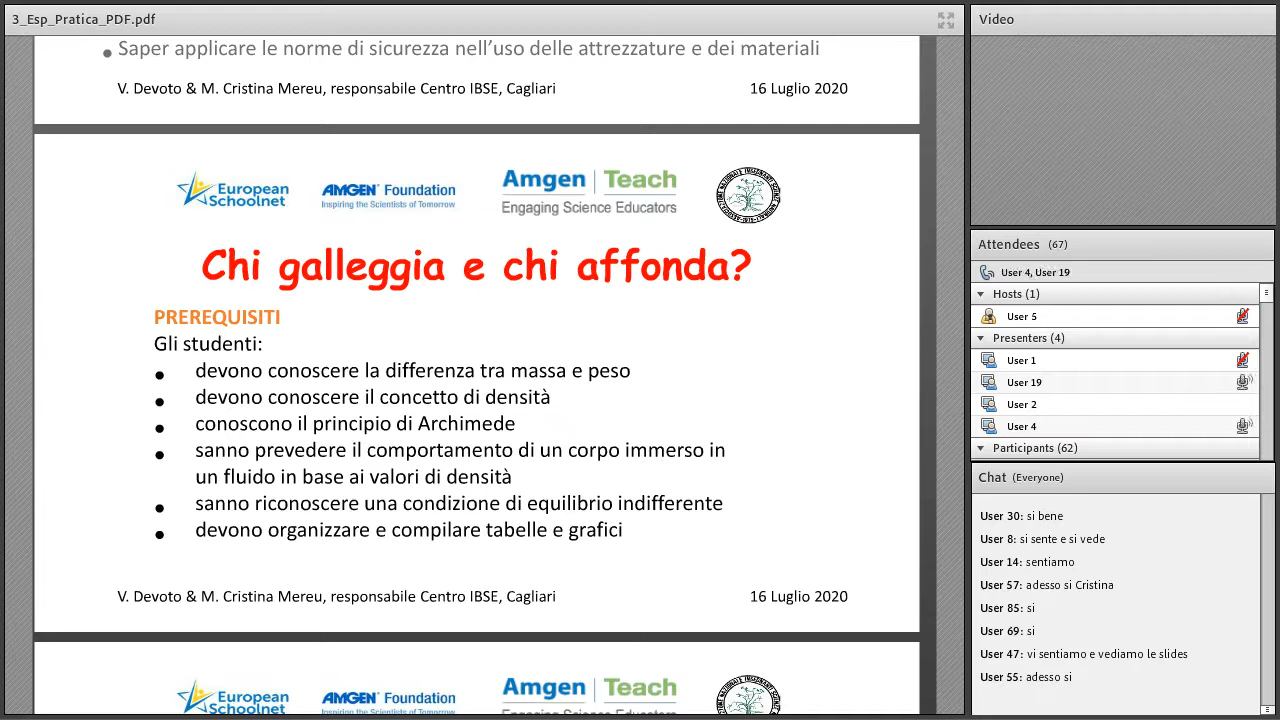 3_Esp_Pratica_PDF.pdf
Saper applicare le norme di sicurezza nell’uso delle attrezzature e dei materiali
V. Devoto & M. Cristina Mereu, responsabile Centro IBSE, Cagliari 16 Luglio 2020
European Schoolnet
AMGEN® Foundation
Inspiring the Scientists of Tomorrow
Amgen | Teach
Engaging Science Educators
Chi galleggia e chi affonda?
PREREQUISITI
Gli studenti:
devono conoscere la differenza tra massa e peso
devono conoscere il concetto di densità
conoscono il principio di Archimede
sanno prevedere il comportamento di un corpo immerso in
un fluido in base ai valori di densità
sanno riconoscere una condizione di equilibrio indifferente
devono organizzare e compilare tabelle e grafici
V. Devoto & M. Cristina Mereu, responsabile Centro IBSE, Cagliari 16 Luglio 2020
European Schoolnet
AMGEN® Foundation
Inspiring the Scientists of Tomorrow
Amgen | Teach
Engaging Science Educators
Video
Attendees (67)
User 4, User 19
Hosts (1)
User 5
Presenters (4)
User 1
User 19
User 2
User 4
Participants (62)
Chat (Everyone)
User 30: si bene
User 8: si sente e si vede
User 14: sentiamo
User 57: adesso si Cristina
User 85: si
User 69: si
User 47: vi sentiamo e vediamo le slides
User 55: adesso si